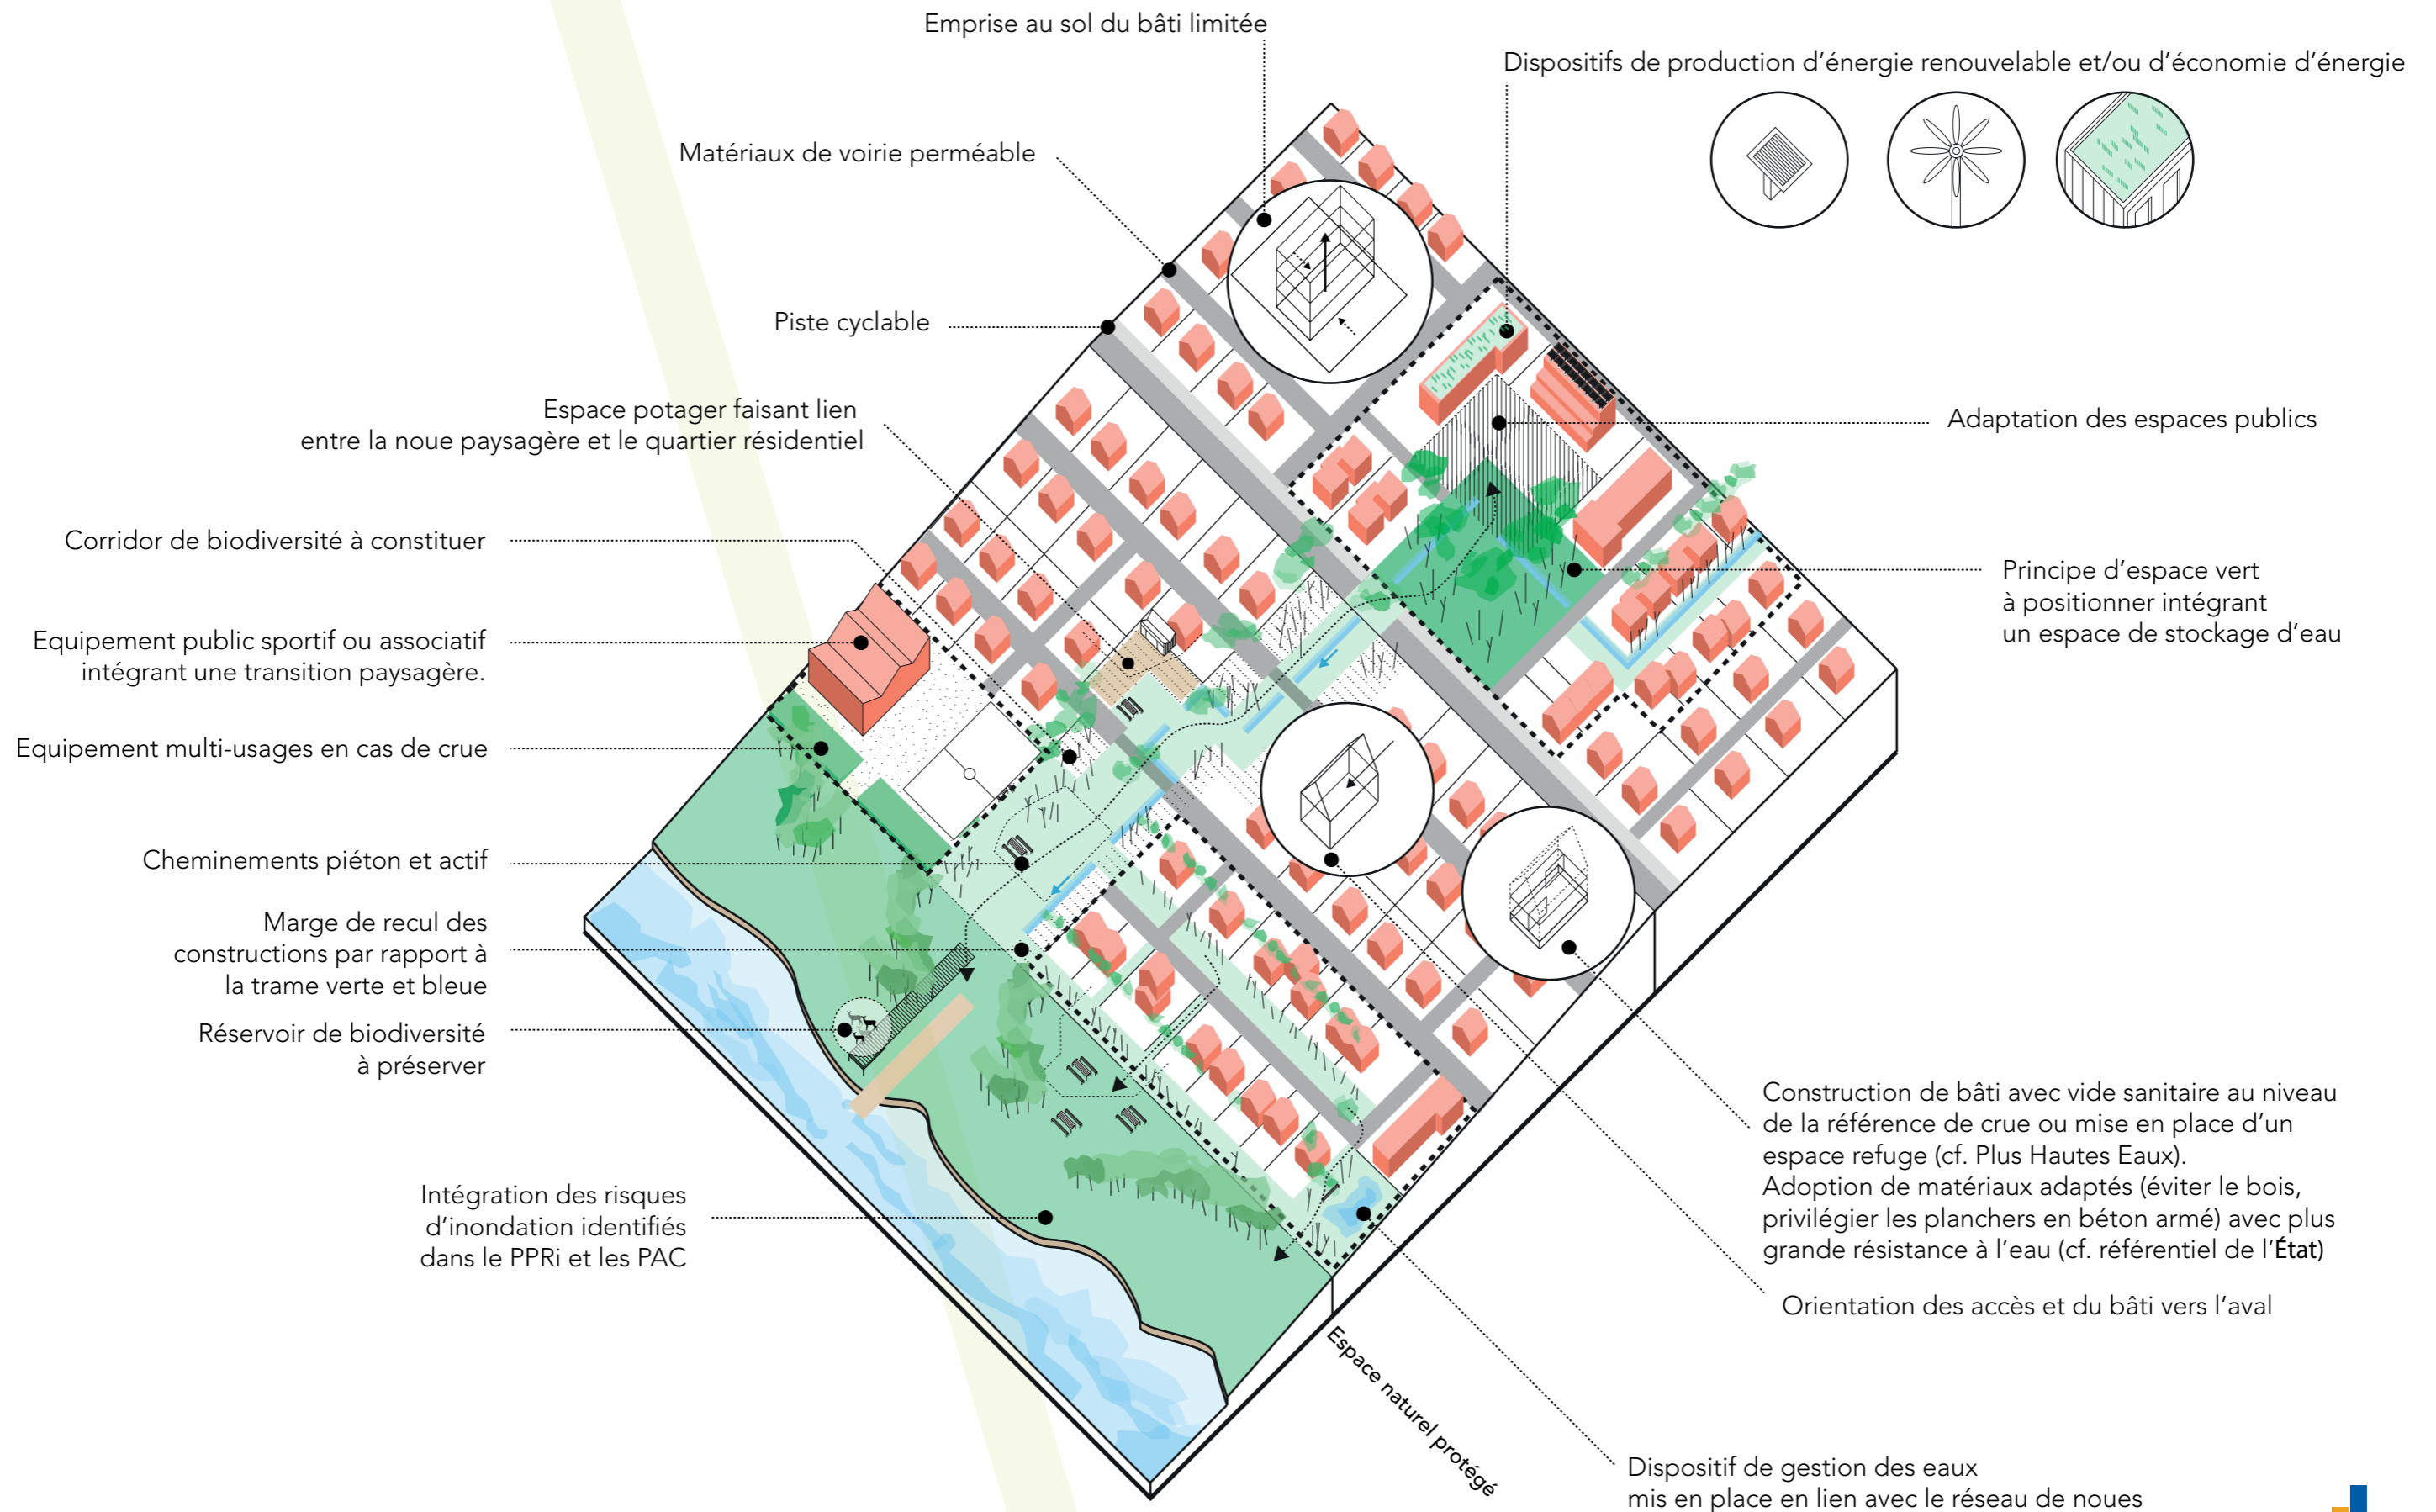 Emprise au sol du bâti limitée
Dispositifs de production d'énergie renouvelable et/ou d'économie d'énergie
Matériaux de voirie perméable
Piste cyclable
Espace potager faisant lien
entre la noue paysagère et le quartier résidentiel
Adaptation des espaces publics
Corridor de biodiversité à constituer
Principe d'espace vert
à positionner intégrant
un espace de stockage d'eau
Equipement public sportif ou associatif
intégrant une transition paysagère.
Equipement multi-usages en cas de crue
Cheminements piéton et actif
Marge de recul des
constructions par rapport à
la trame verte et bleue
Réservoir de biodiversité
à préserver
Construction de bâti avec vide sanitaire au niveau
de la référence de crue ou mise en place d'un
espace refuge (cf. Plus Hautes Eaux).
Adoption de matériaux adaptés (éviter le bois,
privilégier les planchers en béton armé) avec plus
grande résistance à l'eau (cf. référentiel de l'État)
Intégration des risques
d'inondation identifiés
dans le PPRi et les PAC
Orientation des accès et du bâti vers l'aval
Espace naturel protégé
Dispositif de gestion des eaux
mis en place en lien avec le réseau de noues